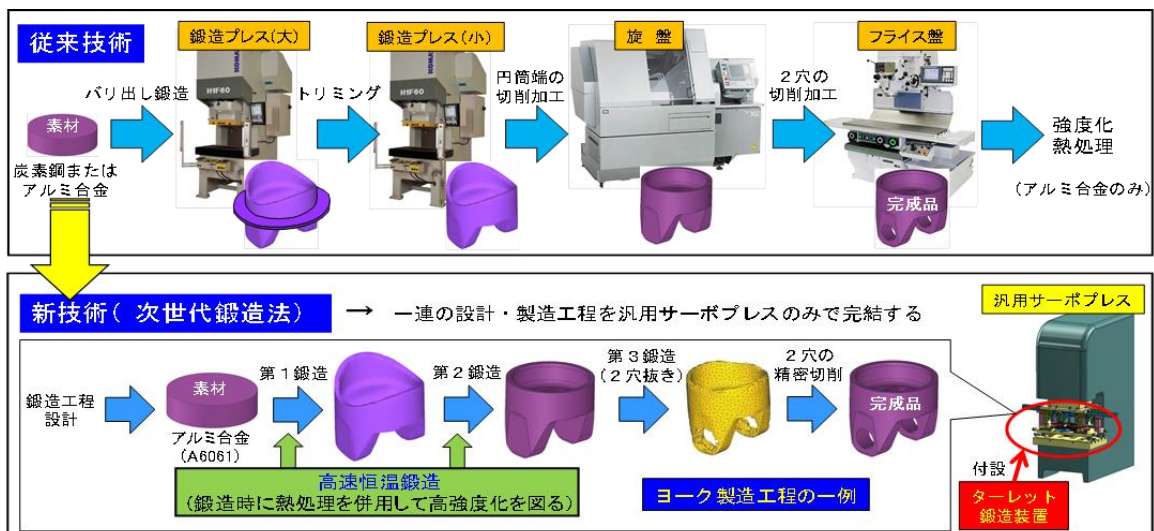 従来技術
鍛造プレス(大)
鍛造プレス(小)
旋 盤
フライス盤
バリ出し鍛造
トリミング
円筒端の
切削加工
2穴の
切削加工
素材
炭素鋼または
アルミ合金
H1F60
H1F60
完成品
強度化
熱処理
(アルミ合金のみ)
新技術( 次世代鍛造法)
→ 一連の設計・製造工程を汎用サーボプレスのみで完結する
汎用サーボプレス
鍛造工程
設計
素材
アルミ合金
(A6061)
第1鍛造
第2鍛造
第3鍛造
(2穴抜き)
2穴の
精密切削
完成品
高速恒温鍛造
(鍛造時に熱処理を併用して高強度化を図る)
ヨーク製造工程の一例
付設
ターレット
鍛造装置